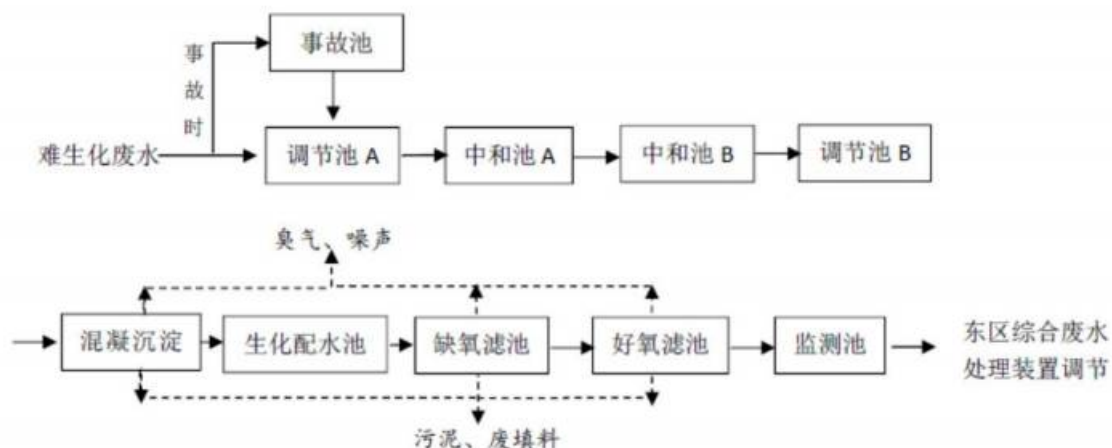 事故时
事故池
难生化废水
调节池 A
中和池 A
中和池 B
调节池 B
臭气、噪声
混凝沉淀
生化配水池
缺氧滤池
好氧滤池
监测池
东区综合废水
处理装置调节
污泥、废填料